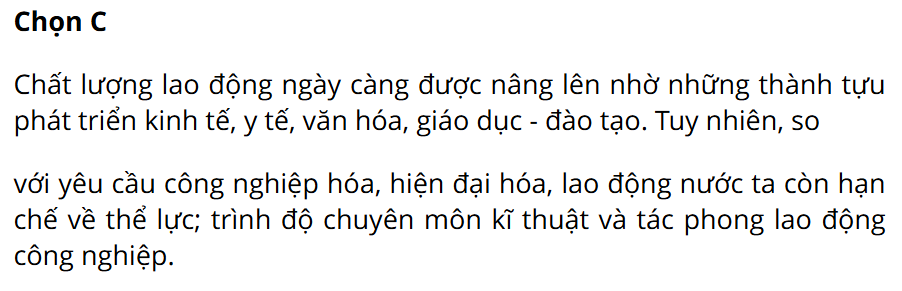 Chọn C
Chất lượng lao động ngày càng được nâng lên nhờ những thành tựu
phát triển kinh tế, y tế, văn hóa, giáo dục - đào tạo. Tuy nhiên, so
với yêu cầu công nghiệp hóa, hiện đại hóa, lao động nước ta còn hạn
chế về thể lực; trình độ chuyên môn kĩ thuật và tác phong lao động
công nghiệp.